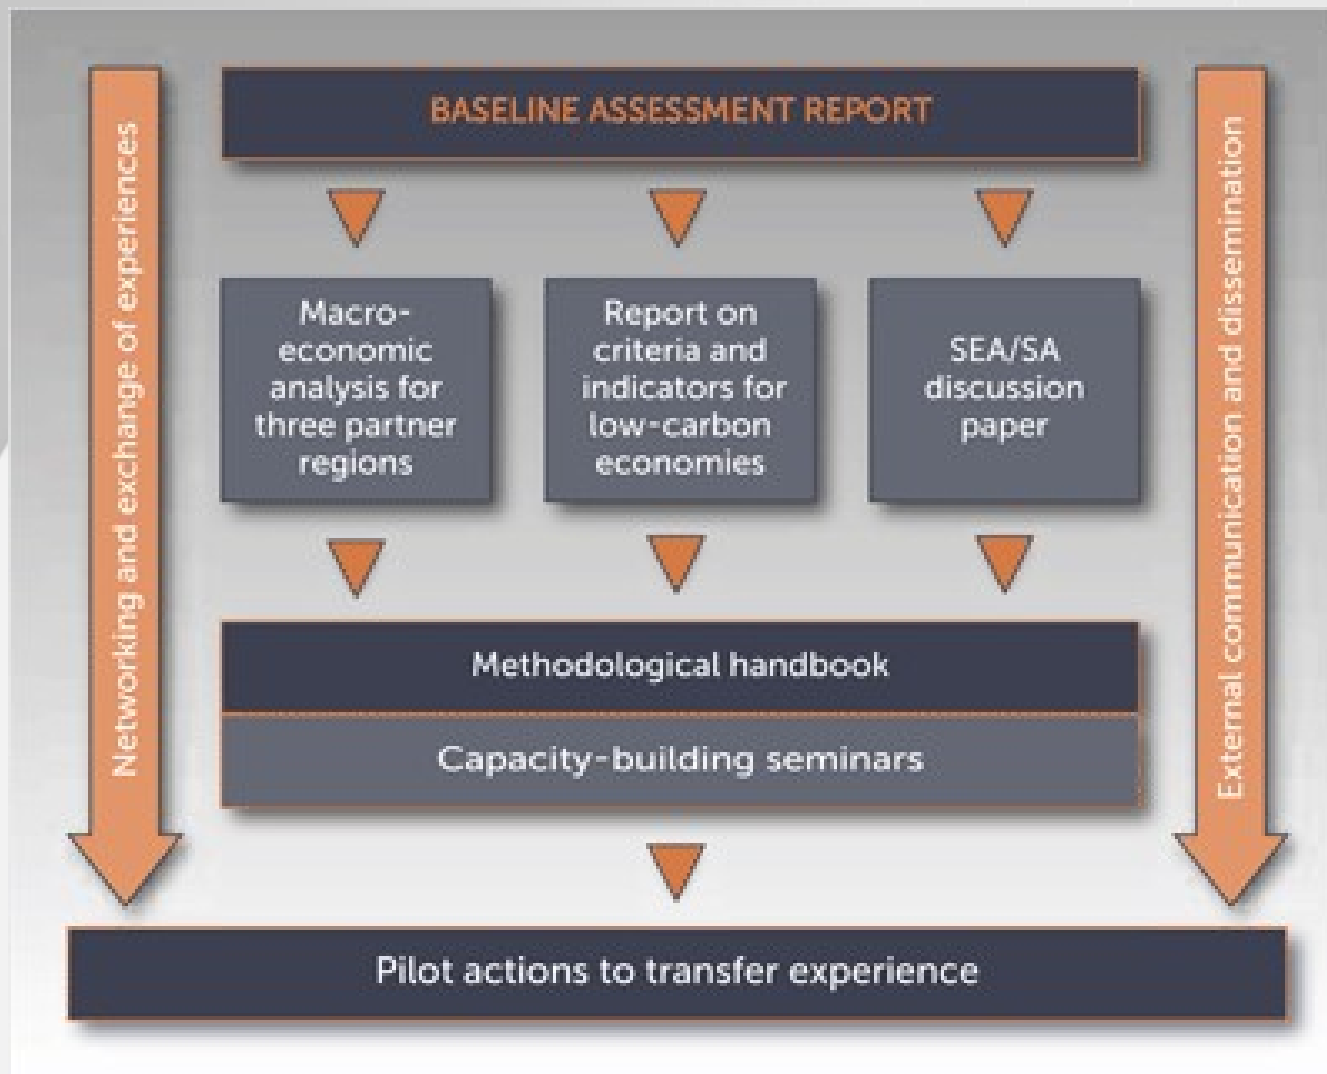 BASELINE ASSESSMENT REPORT
Networking and exchange of experiences
Macro-
economic
analysis for
three partner
regions
Report on
criteria and
indicators for
low-carbon
economies
SEA/SA
discussion
paper
External communication and dissemination
Methodological handbook
Capacity-building seminars
Pilot actions to transfer experience